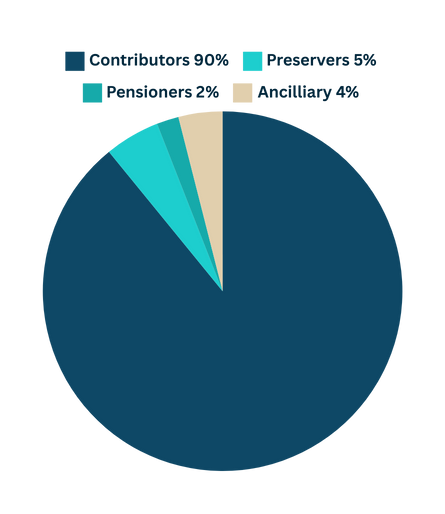 Contributors 90% Preservers 5%
Pensioners 2% Ancilliary 4%